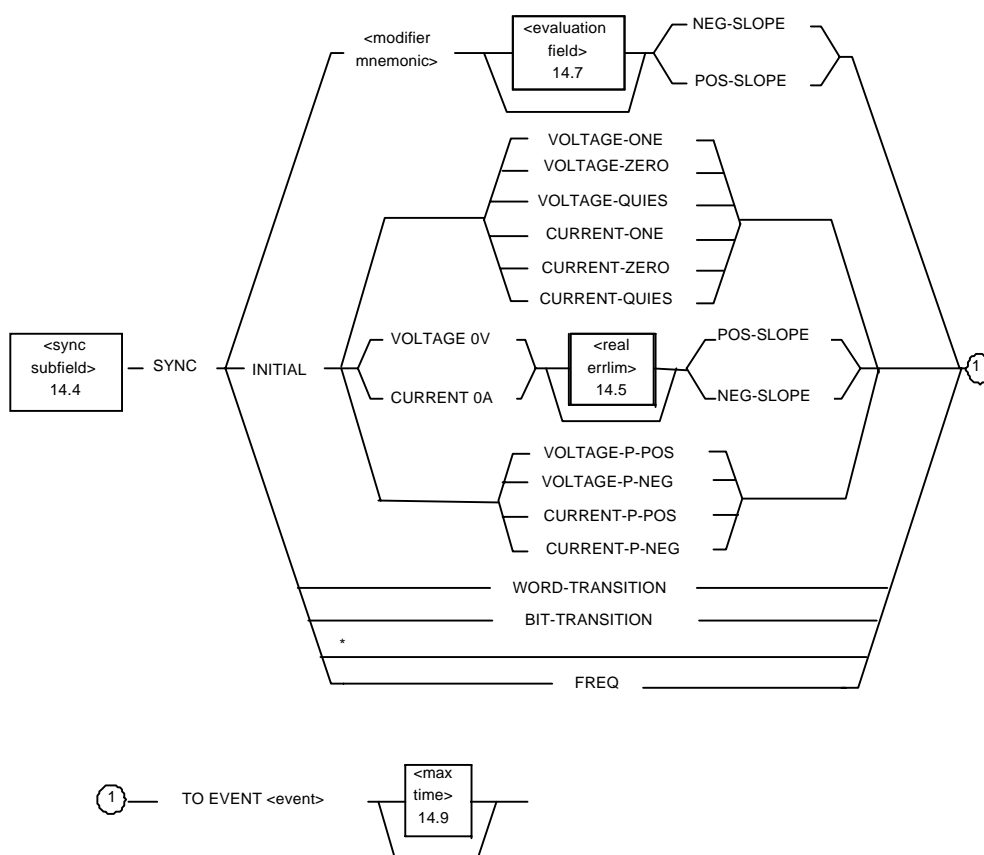 <modifier
mnemonic>
<evaluation
field>
14.7
NEG-SLOPE
POS-SLOPE
VOLTAGE-ONE
VOLTAGE-ZERO
VOLTAGE-QUIES
CURRENT-ONE
CURRENT-ZERO
CURRENT-QUIES
<sync
subfield>
14.4
SYNC
INITIAL
VOLTAGE 0V
CURRENT 0A
<real
errlim>
14.5
POS-SLOPE
NEG-SLOPE
1
VOLTAGE-P-POS
VOLTAGE-P-NEG
CURRENT-P-POS
CURRENT-P-NEG
WORD-TRANSITION
BIT-TRANSITION
*
FREQ
1
TO EVENT <event>
<max
time>
14.9